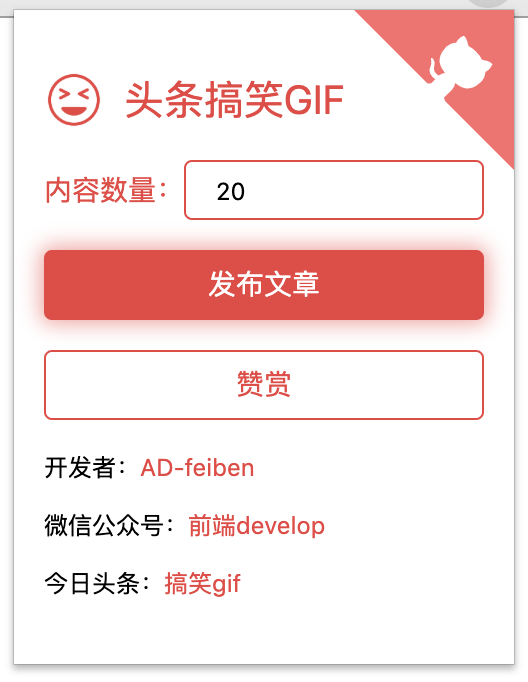 头条搞笑GIF
内容数量：20
发布文章
赞赏
开发者：AD-feiben
微信公众号：前端develop
今日头条：搞笑gif